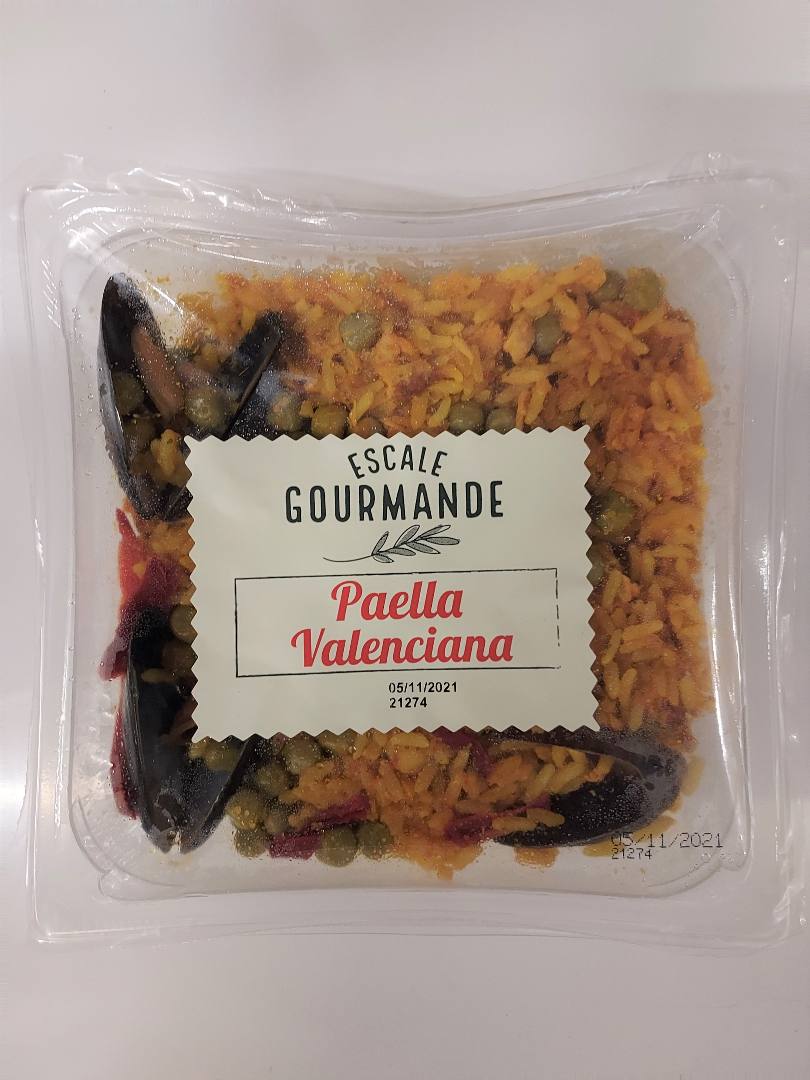 ESCALE
GOURMANDE
Paella
Valenciana
05/11/2021
21274
05/11/2021
21274